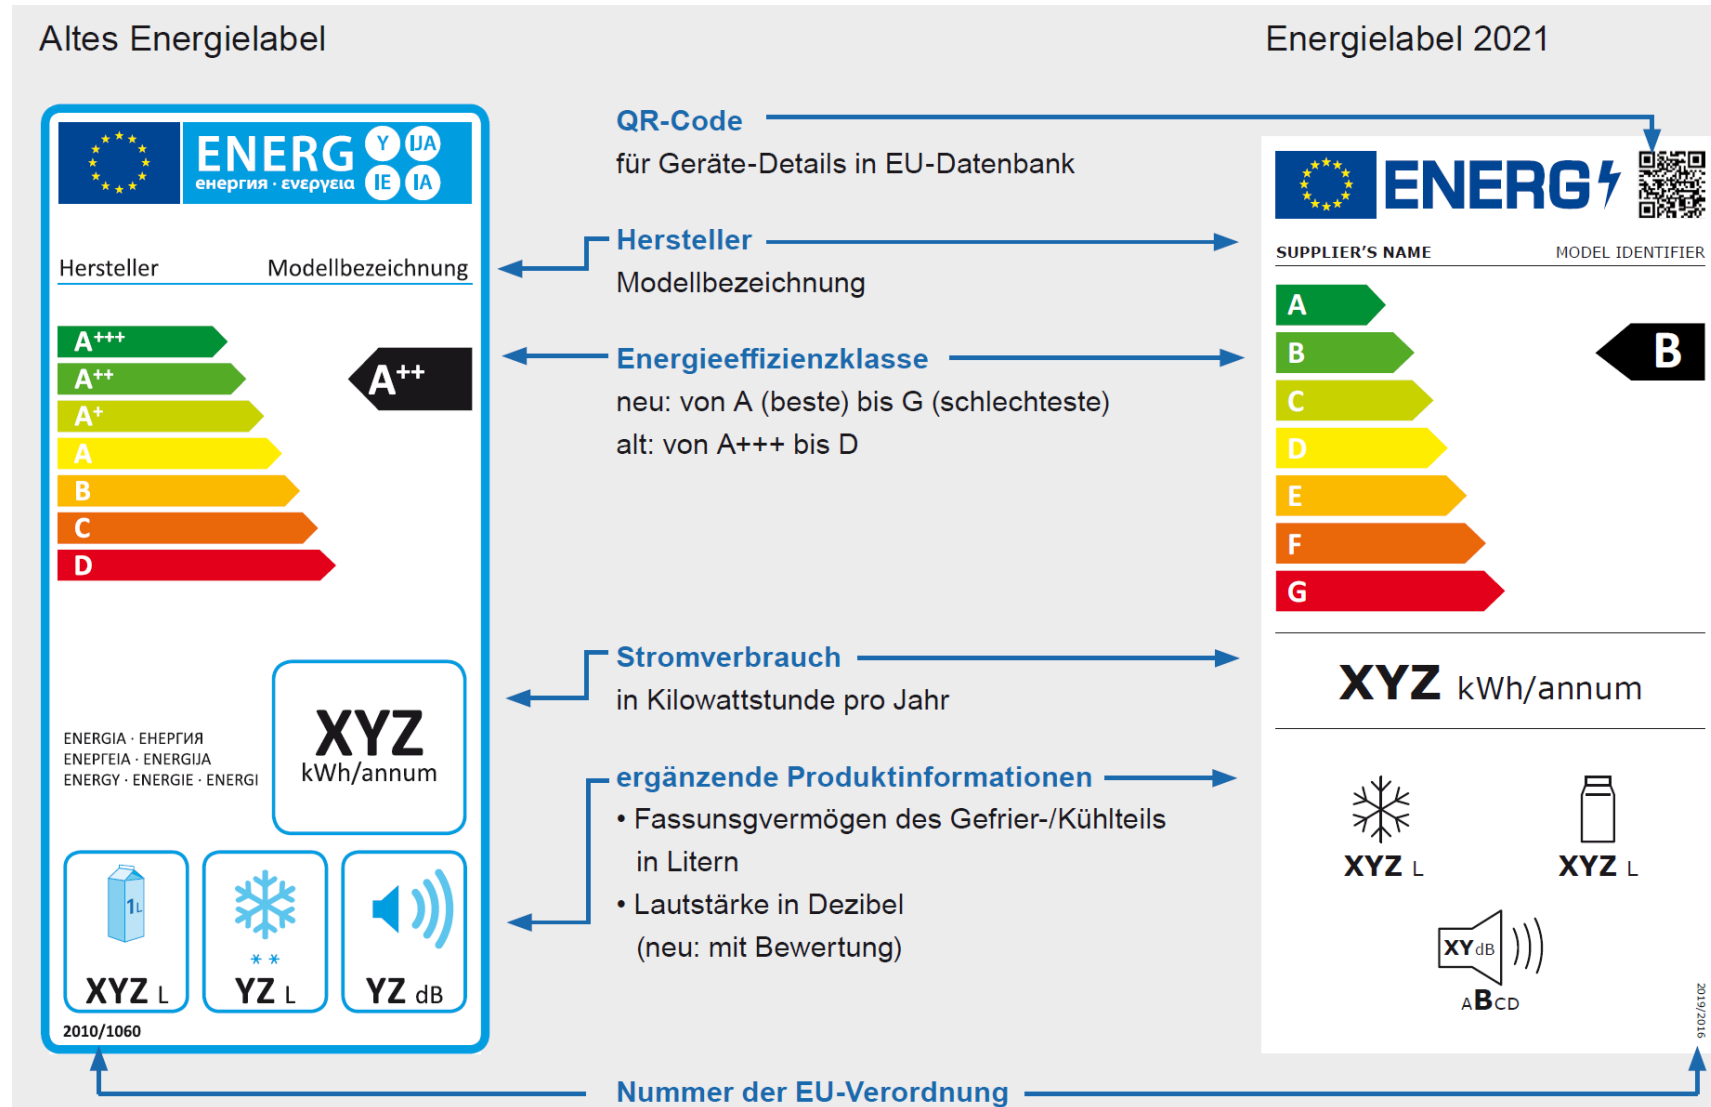 Altes Energielabel
Energielabel 2021
ENERG Y IJA
енергия · ενεργεια IE IA
Hersteller Modellbezeichnung
A+++
A++
A+
A
B
C
D
A++
ENERGIA · ЕНЕРГИЯ
ΕΝΕΡΓΕΙΑ · ENERGIJA
ENERGY · ENERGIE · ENERGI
XYZ
kWh/annum
1L
XYZ L
YZ L
YZ dB
2010/1060
QR-Code
für Geräte-Details in EU-Datenbank
Hersteller
Modellbezeichnung
Energieeffizienzklasse
neu: von A (beste) bis G (schlechteste)
alt: von A+++ bis D
Stromverbrauch
in Kilowattstunde pro Jahr
ergänzende Produktinformationen
• Fassunsgvermögen des Gefrier-/Kühlteils
in Litern
• Lautstärke in Dezibel
(neu: mit Bewertung)
Nummer der EU-Verordnung
ENERG
SUPPLIER'S NAME MODEL IDENTIFIER
A
B
C
D
E
F
G
B
XYZ kWh/annum
XYZ L
XYZ L
XY dB
ABCD
2019/2016